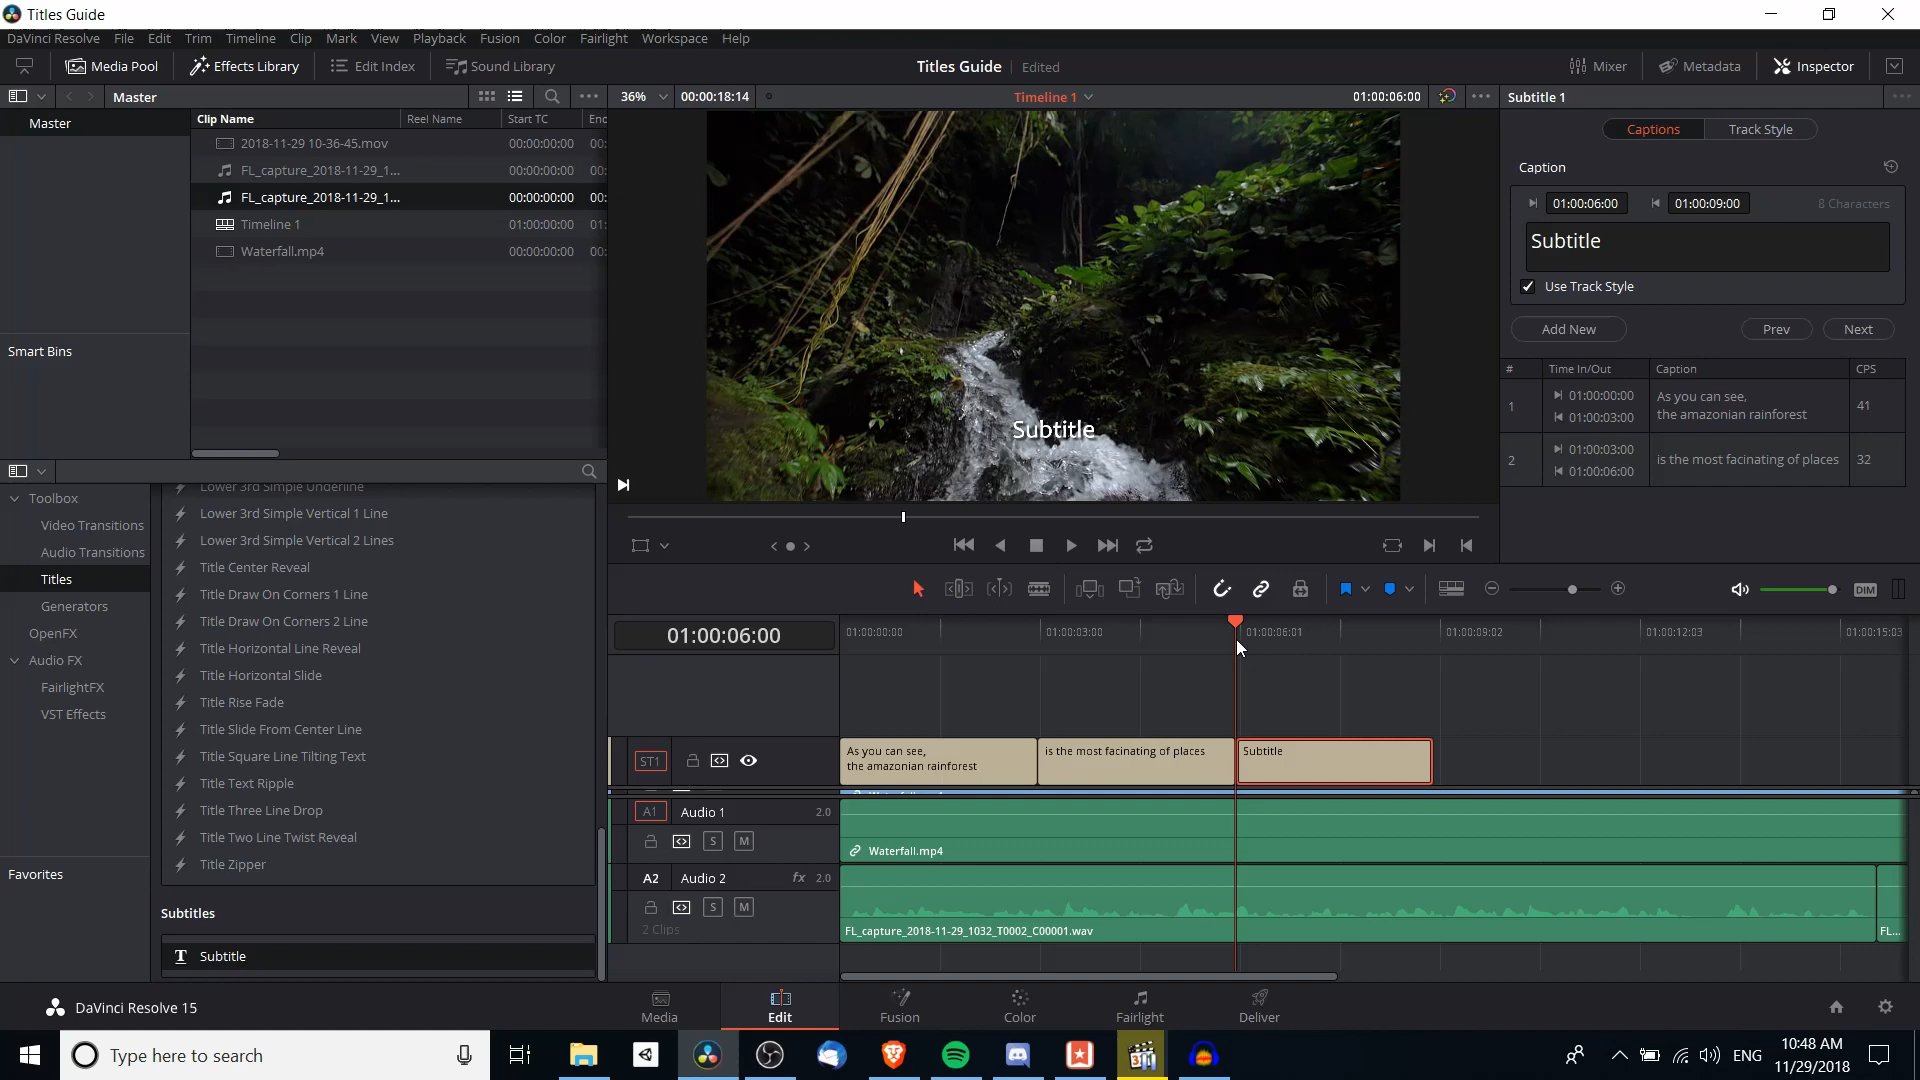 Titles Guide
DaVinci Resolve File Edit Trim Timeline Clip Mark View Playback Fusion Color Fairlight Workspace Help
Media Pool Effects Library Edit Index Sound Library Titles Guide Edited Mixer Metadata Inspector
Master 36% 00:00:18:14 Timeline 1 01:00:06:00 Subtitle 1
Master
Clip Name Reel Name Start TC Enc
2018-11-29 10-36-45.mov 00:00:00:00 00:
FL_capture_2018-11-29_1... 00:00:00:00 00:
FL_capture_2018-11-29_1... 00:00:00:00 00:
Timeline 1 01:00:00:00 01:
Waterfall.mp4 00:00:00:00 00:
Smart Bins
Subtitle
Captions Track Style
Caption
01:00:06:00 01:00:09:00 8 Characters
Subtitle
Use Track Style
Add New Prev Next
# Time In/Out Caption CPS
1 01:00:00:00 As you can see, 41
01:00:03:00 the amazonian rainforest
2 01:00:03:00 is the most facinating of places 32
01:00:06:00
Toolbox
Video Transitions
Audio Transitions
Titles
Generators
OpenFX
Audio FX
FairlightFX
VST Effects
Favorites
Lower 3rd Simple Underline
Lower 3rd Simple Vertical 1 Line
Lower 3rd Simple Vertical 2 Lines
Title Center Reveal
Title Draw On Corners 1 Line
Title Draw On Corners 2 Line
Title Horizontal Line Reveal
Title Horizontal Slide
Title Rise Fade
Title Slide From Center Line
Title Square Line Tilting Text
Title Text Ripple
Title Three Line Drop
Title Two Line Twist Reveal
Title Zipper
Subtitles
T Subtitle
DIM
01:00:06:00 01:00:00:00 01:00:03:00 01:00:06:01 01:00:09:02 01:00:12:03 01:00:15:03
ST1 As you can see, is the most facinating of places Subtitle
the amazonian rainforest
A1 Audio 1 2.0
S M Waterfall.mp4
A2 Audio 2 fx 2.0
S M
2 Clips FL_capture_2018-11-29_1032_T0002_C00001.wav FL...
DaVinci Resolve 15 Media Edit Fusion Color Fairlight Deliver
Type here to search ENG 10:48 AM
11/29/2018